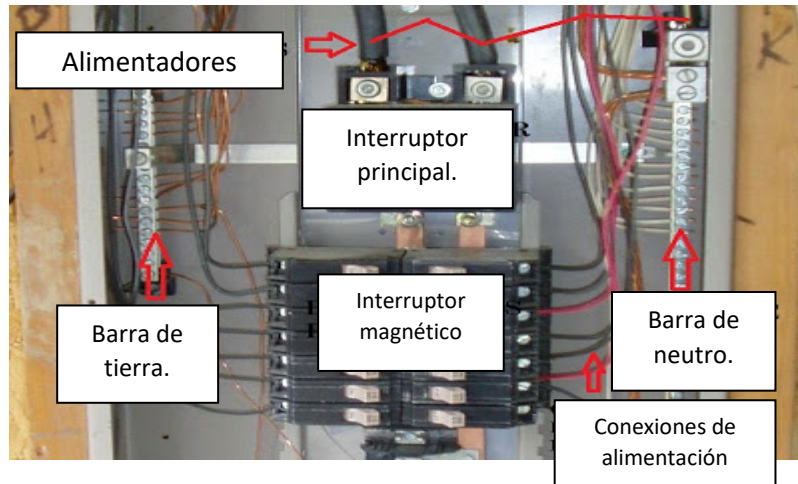 Alimentadores
Interruptor
principal.
Interruptor
magnético
Barra de
tierra.
Barra de
neutro.
Conexiones de
alimentación